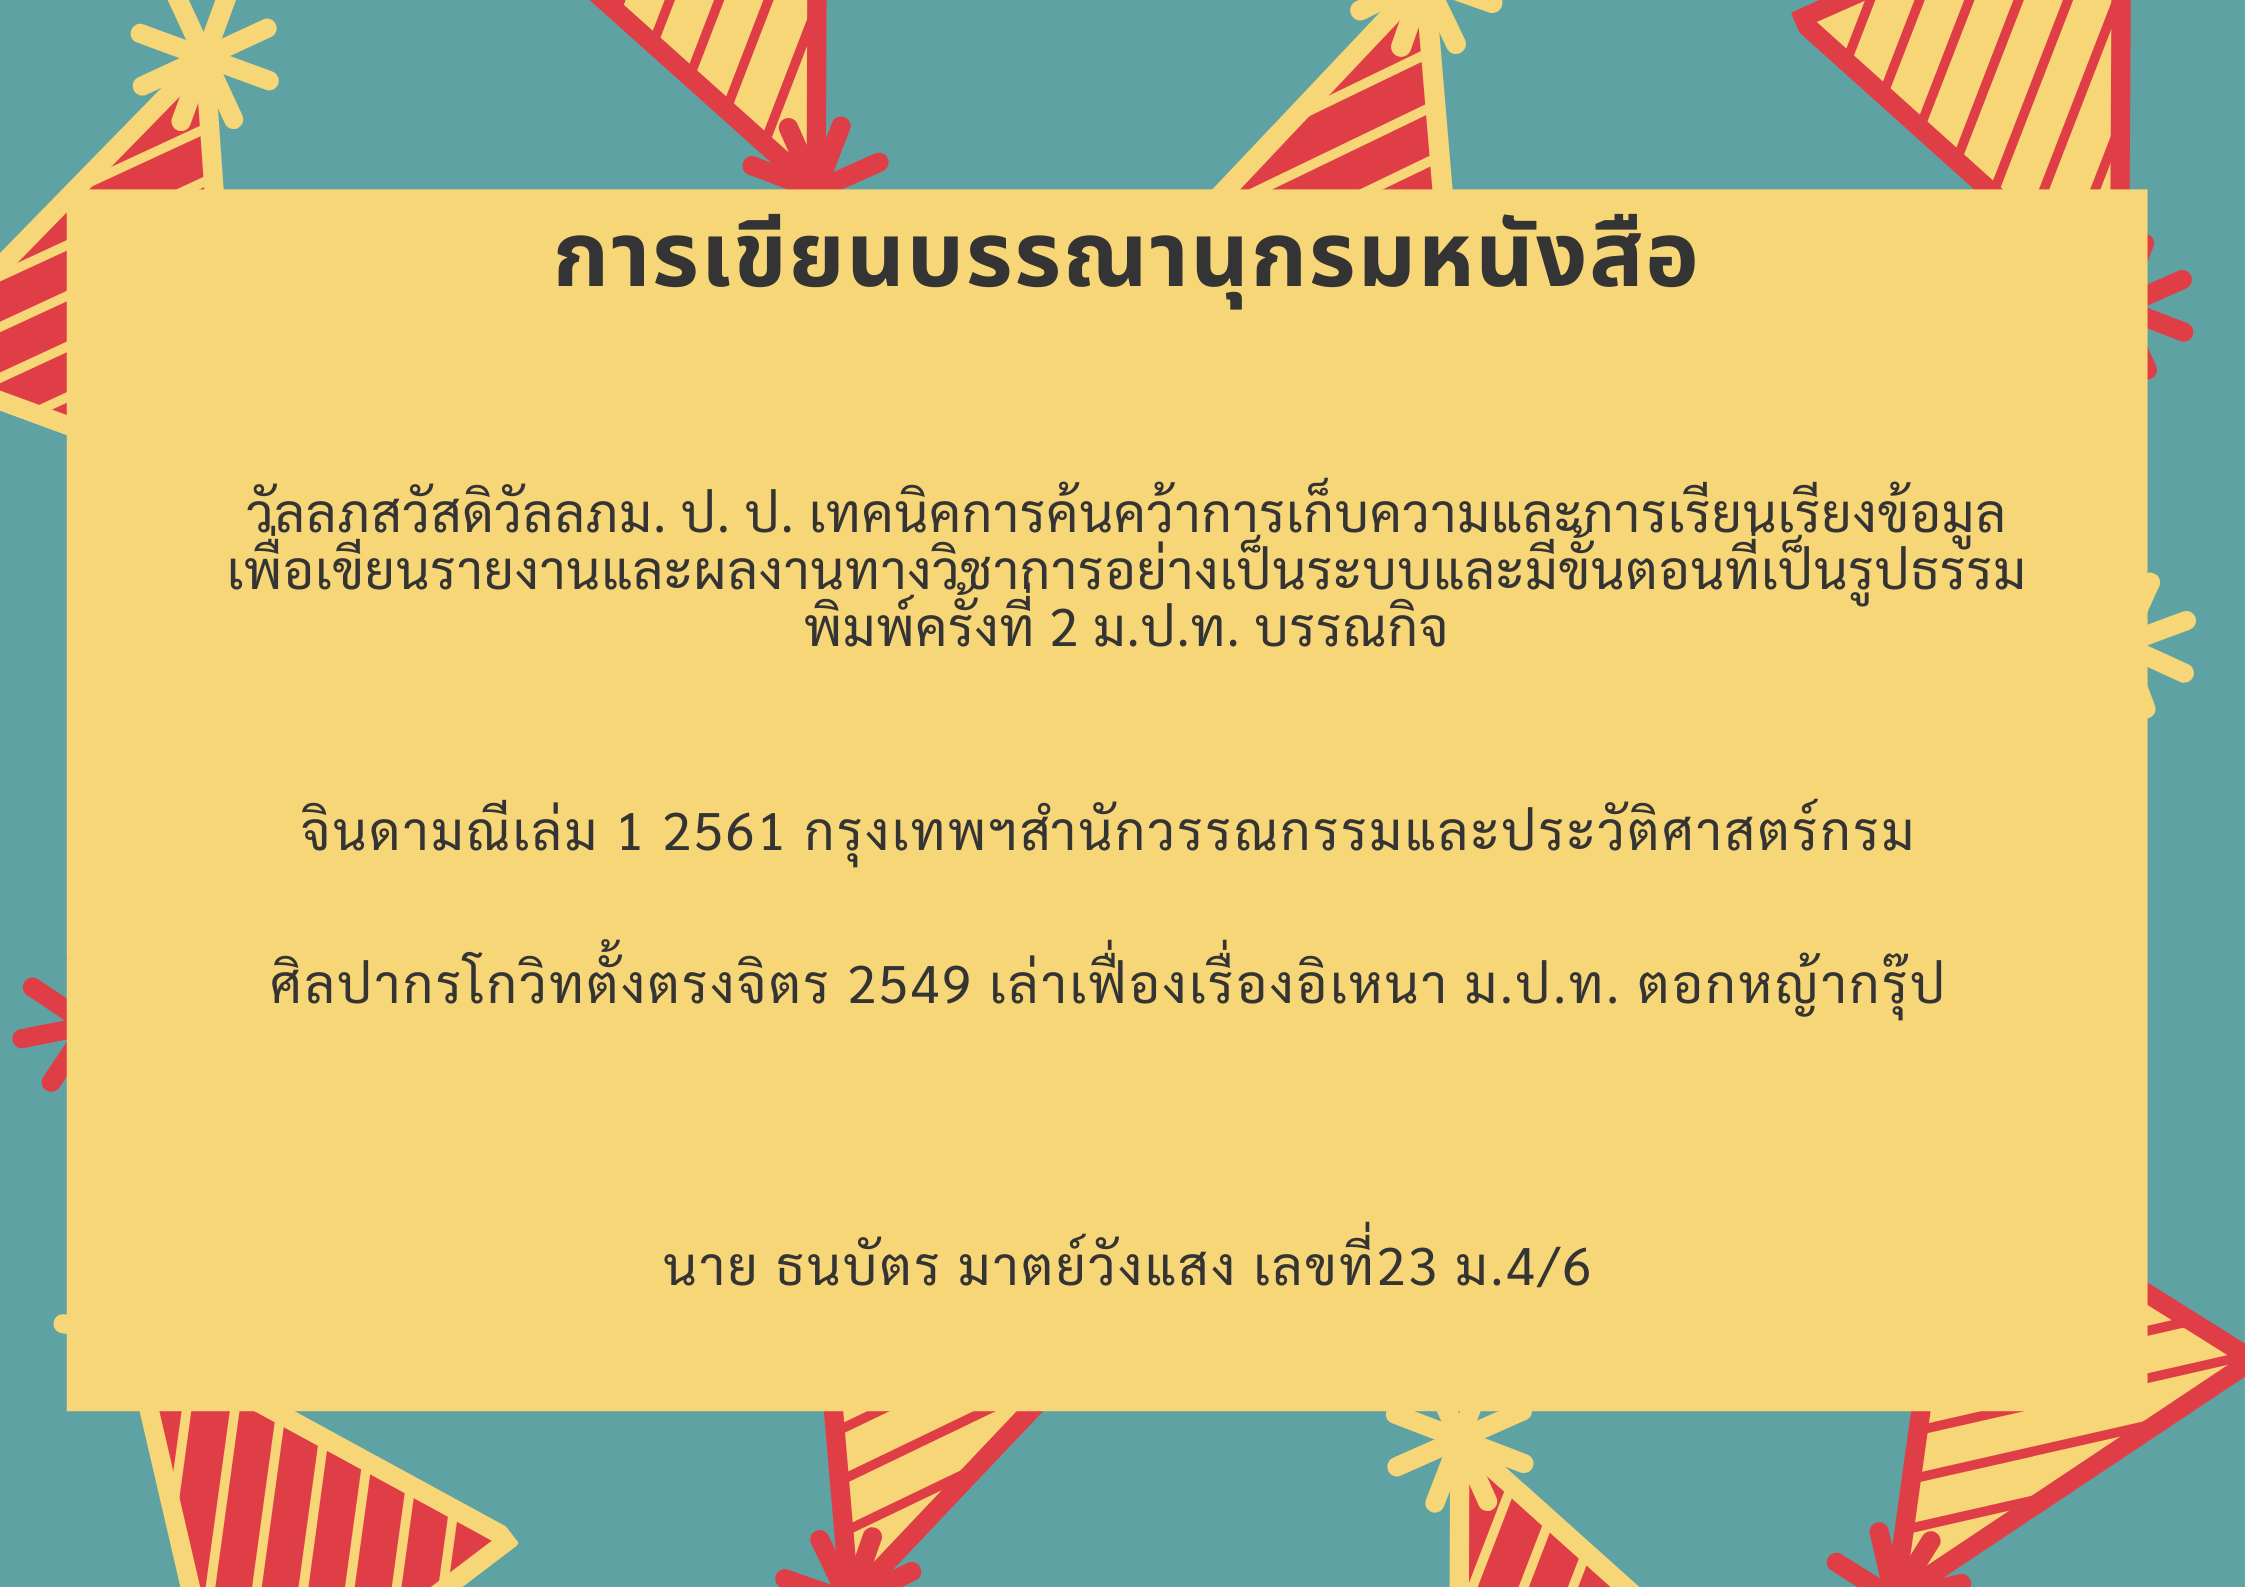 การเขียนบรรณานุกรมหนังสือ
วัลลภสวัสดิวัลลภม. ป. ป. เทคนิคการค้นคว้าการเก็บความและการเรียนเรียงข้อมูล
เพื่อเขียนรายงานและผลงานทางวิชาการอย่างเป็นระบบและมีขั้นตอนที่เป็นรูปธรรม
พิมพ์ครั้งที่ 2 ม.ป.ท. บรรณกิจ
จินดามณีเล่ม 1 2561 กรุงเทพฯสำนักวรรณกรรมและประวัติศาสตร์กรม
ศิลปากรโกวิทตั้งตรงจิตร 2549 เล่าเฟื่องเรื่องอิเหนา ม.ป.ท. ตอกหญ้ากรุ๊ป
นาย ธนบัตร มาตย์วังแสง เลขที่23 ม.4/6